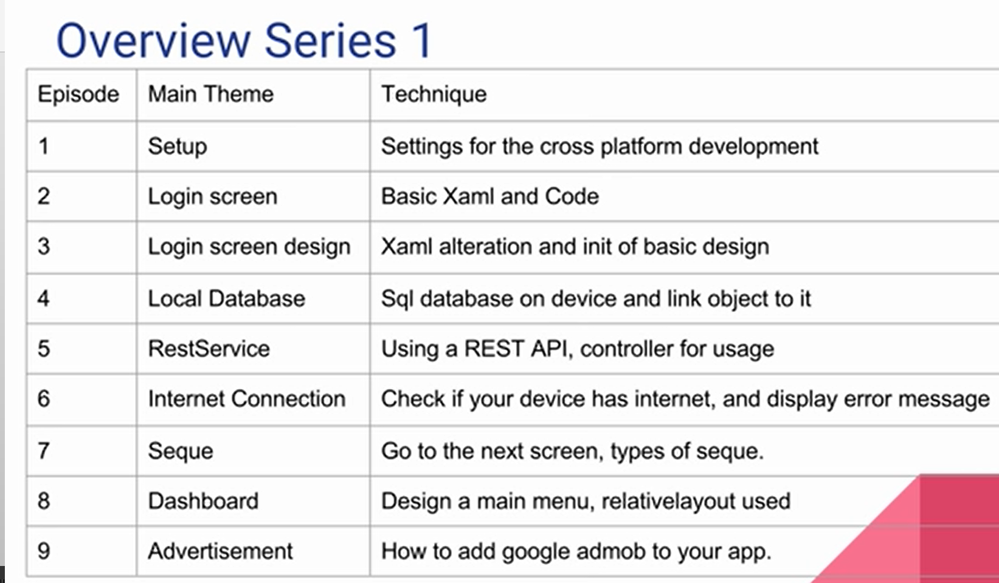 Overview Series 1
Episode Main Theme Technique
1 Setup Settings for the cross platform development
2 Login screen Basic Xaml and Code
3 Login screen design Xaml alteration and init of basic design
4 Local Database Sql database on device and link object to it
5 RestService Using a REST API, controller for usage
6 Internet Connection Check if your device has internet, and display error message
7 Seque Go to the next screen, types of seque.
8 Dashboard Design a main menu, relativelayout used
9 Advertisement How to add google admob to your app.